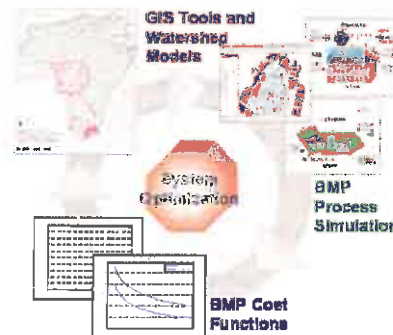 GIS Tools and
Watershed
Models
System
Optimization
BMP
Process
Simulation
BMP Cost
Functions